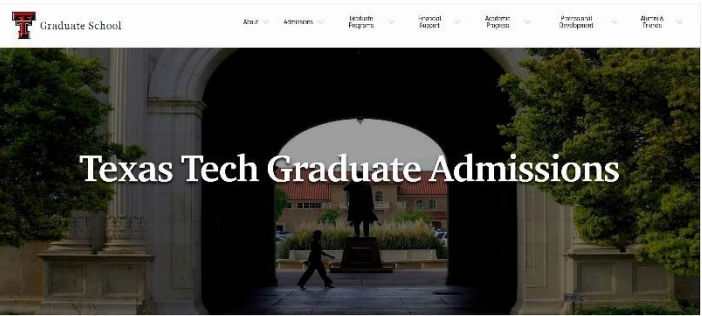 Graduate School
About
Admissions
Graduate
Programs
Financial
Support
Academic
Progress
Professional
Development
Alumni &
Friends
Texas Tech Graduate Admissions